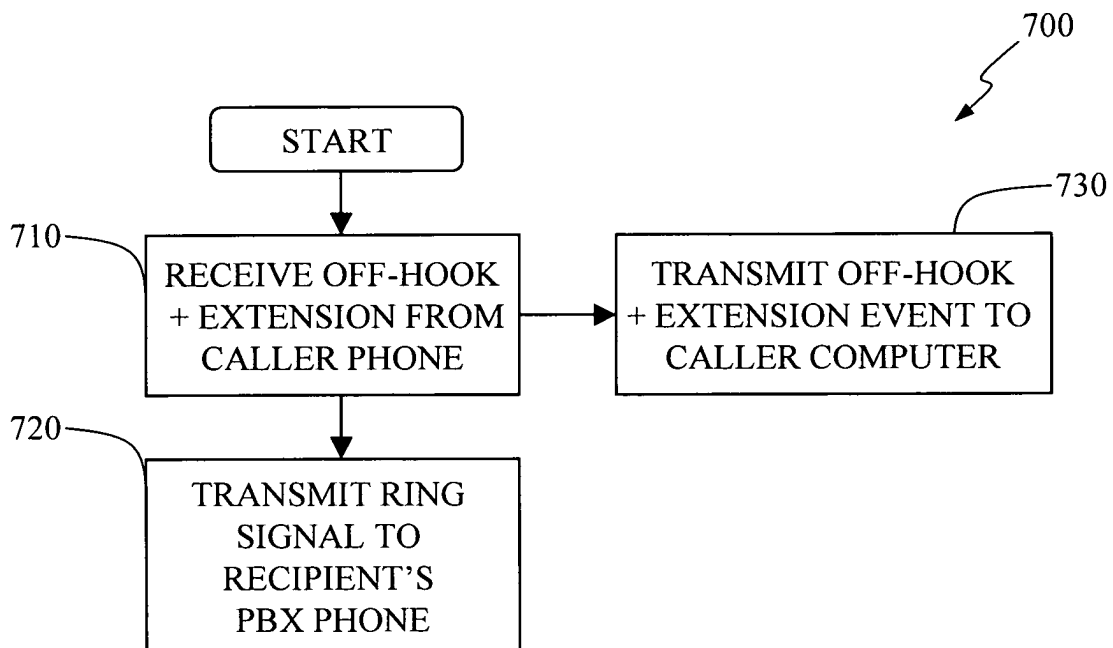 700
START
730
710
RECEIVE OFF-HOOK
+ EXTENSION FROM
CALLER PHONE
TRANSMIT OFF-HOOK
+ EXTENSION EVENT TO
CALLER COMPUTER
720
TRANSMIT RING
SIGNAL TO
RECIPIENT'S
PBX PHONE